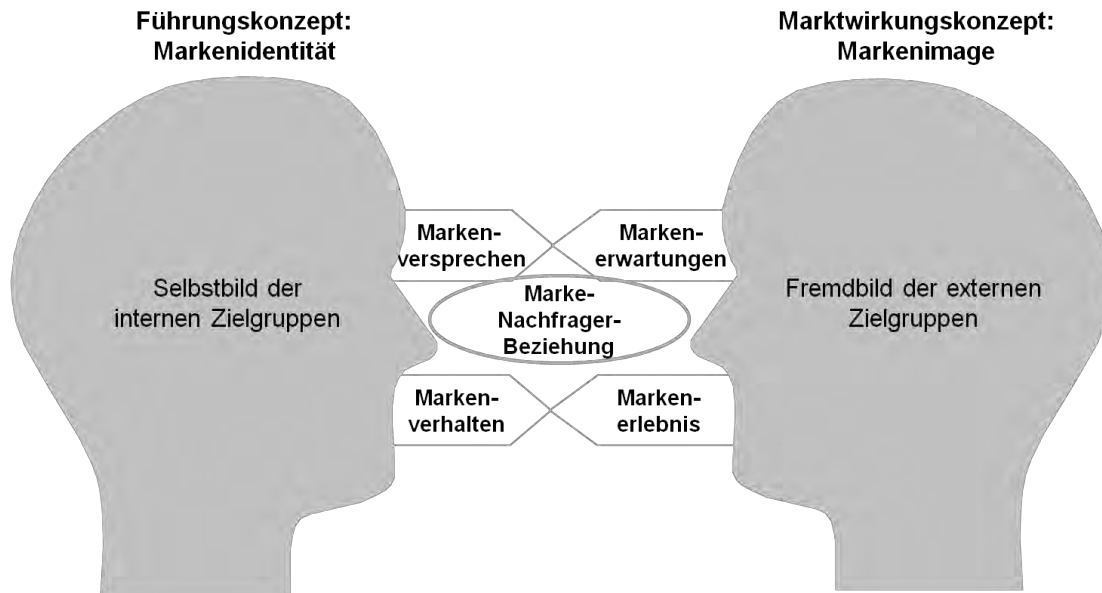 Führungskonzept:
Markenidentität
Marktwirkungskonzept:
Markenimage
Marken-
versprechen
Marken-
erwartungen
Selbstbild der
internen Zielgruppen
Marke-
Nachfrager-
Beziehung
Fremdbild der externen
Zielgruppen
Marken-
verhalten
Marken-
erlebnis